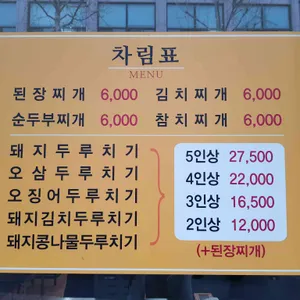 차림표
MENU
된장찌개 6,000 김치찌개 6,000
순두부찌개 6,000 참치찌개 6,000
돼지두루치기
오삼두루치기
오징어두루치기
돼지김치두루치기
돼지콩나물두루치기
5인상 27,500
4인상 22,000
3인상 16,500
2인상 12,000
(+된장찌개)